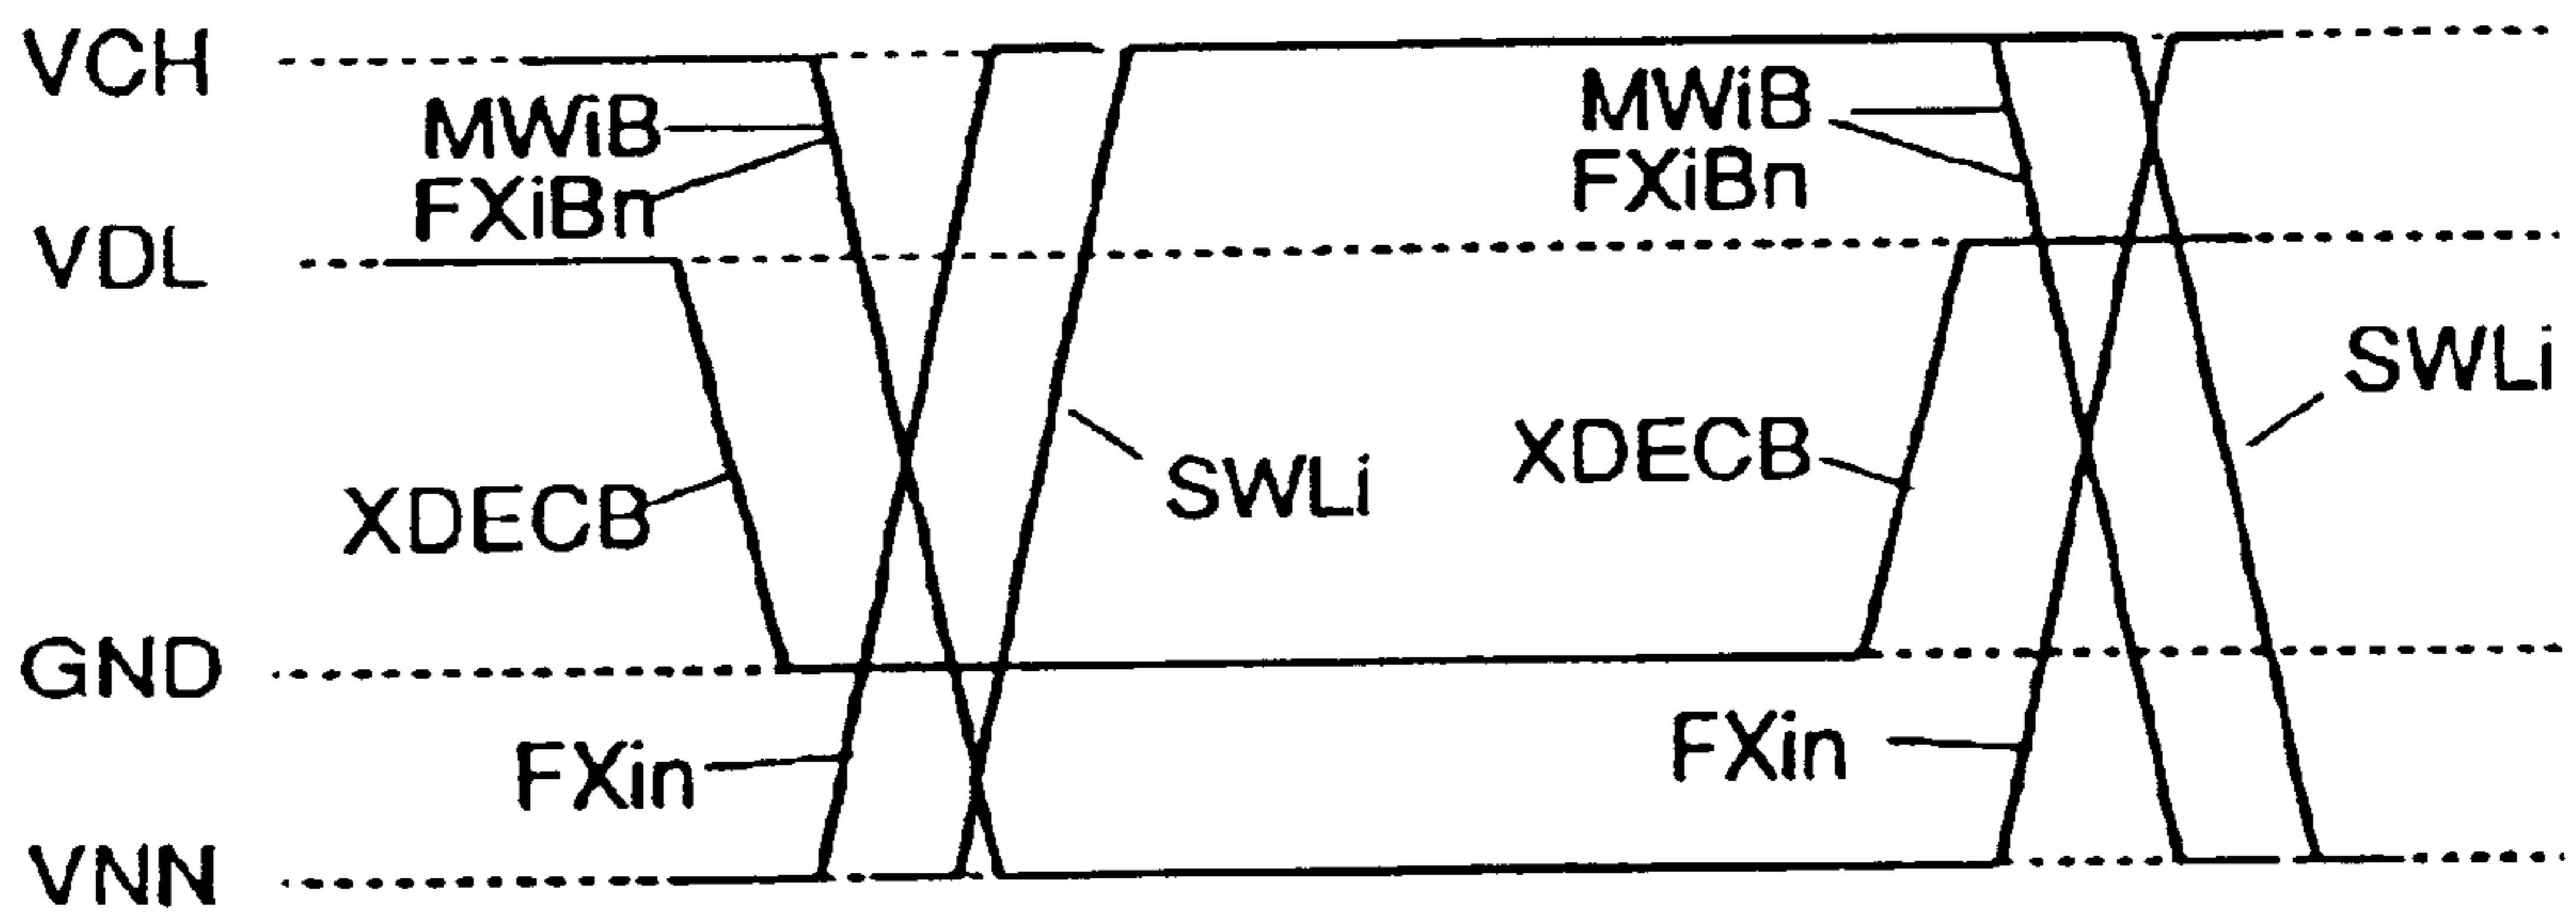 VCH
MWiB
FXiBn
VDL
XDECB
SWLi
GND
FXin
VNN
MWiB
FXiBn
XDECB
SWLi
FXin